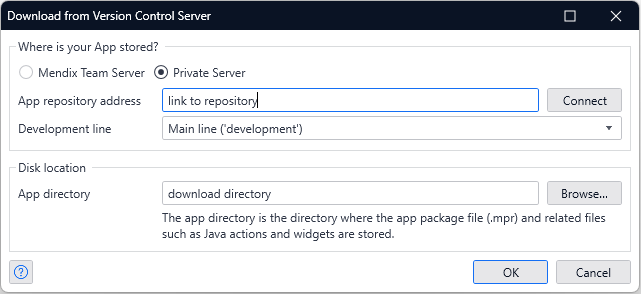 Download from Version Control Server
Where is your App stored?
Mendix Team Server Private Server
App repository address link to repository Connect
Development line Main line ('development')
Disk location
App directory download directory Browse...
The app directory is the directory where the app package file (.mpr) and related files
such as Java actions and widgets are stored.
? OK Cancel